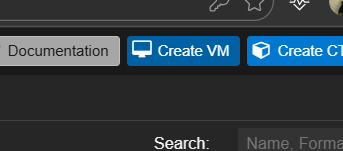 Documentation Create VM Create CT
Search: Name, Forma